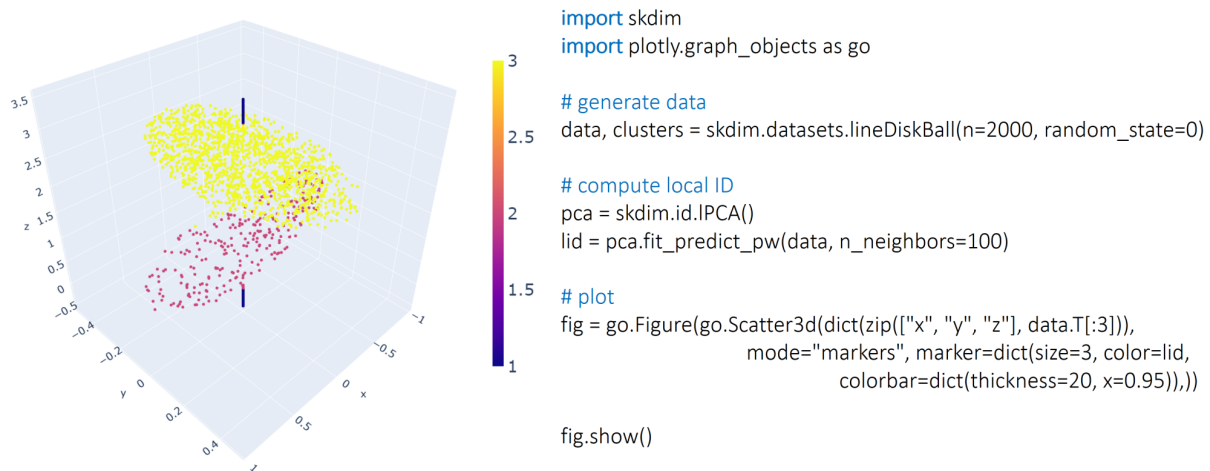 3.5
3
2.5
2
1.5
1
0.5
0
z
−0.5
−0.4
−0.2
0
0.2
0.4
y
−1
−0.5
0
0.5
1
x
3
2.5
2
1.5
1
import skdim
import plotly.graph_objects as go
# generate data
data, clusters = skdim.datasets.lineDiskBall(n=2000, random_state=0)
# compute local ID
pca = skdim.id.lPCA()
lid = pca.fit_predict_pw(data, n_neighbors=100)
# plot
fig = go.Figure(go.Scatter3d(dict(zip(["x", "y", "z"], data.T[:3])),
mode="markers", marker=dict(size=3, color=lid,
colorbar=dict(thickness=20, x=0.95)),))
fig.show()